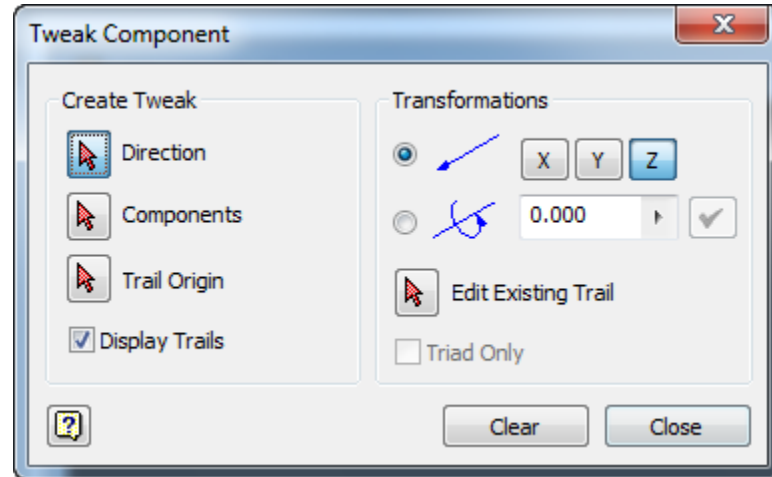 Tweak Component
Create Tweak
Direction
Components
Trail Origin
Display Trails
Transformations
X Y Z
0.000
Edit Existing Trail
Triad Only
Clear Close